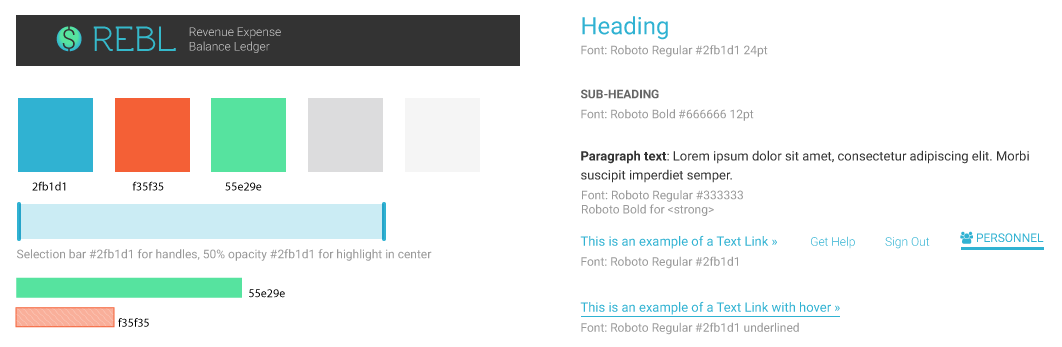 REBL
Revenue Expense
Balance Ledger
2fb1d1
f35f35
55e29e
Selection bar #2fb1d1 for handles, 50% opacity #2fb1d1 for highlight in center
55e29e
f35f35
Heading
Font: Roboto Regular #2fb1d1 24pt
SUB-HEADING
Font: Roboto Bold #666666 12pt
Paragraph text: Lorem ipsum dolor sit amet, consectetur adipiscing elit. Morbi
suscipit imperdiet semper.
Font: Roboto Regular #333333
Roboto Bold for <strong>
This is an example of a Text Link »
Get Help
Sign Out
PERSONNEL
Font: Roboto Regular #2fb1d1
This is an example of a Text Link with hover »
Font: Roboto Regular #2fb1d1 underlined